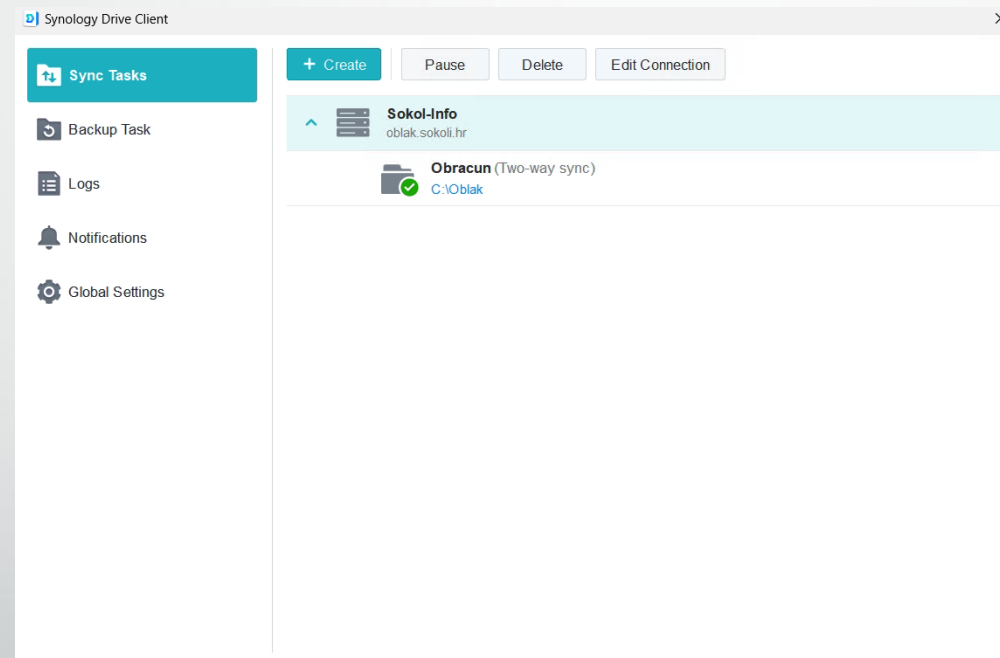 Synology Drive Client
Sync Tasks
Backup Task
Logs
Notifications
Global Settings
+ Create
Pause
Delete
Edit Connection
Sokol-Info
oblak.sokoli.hr
Obracun (Two-way sync)
C:\Oblak